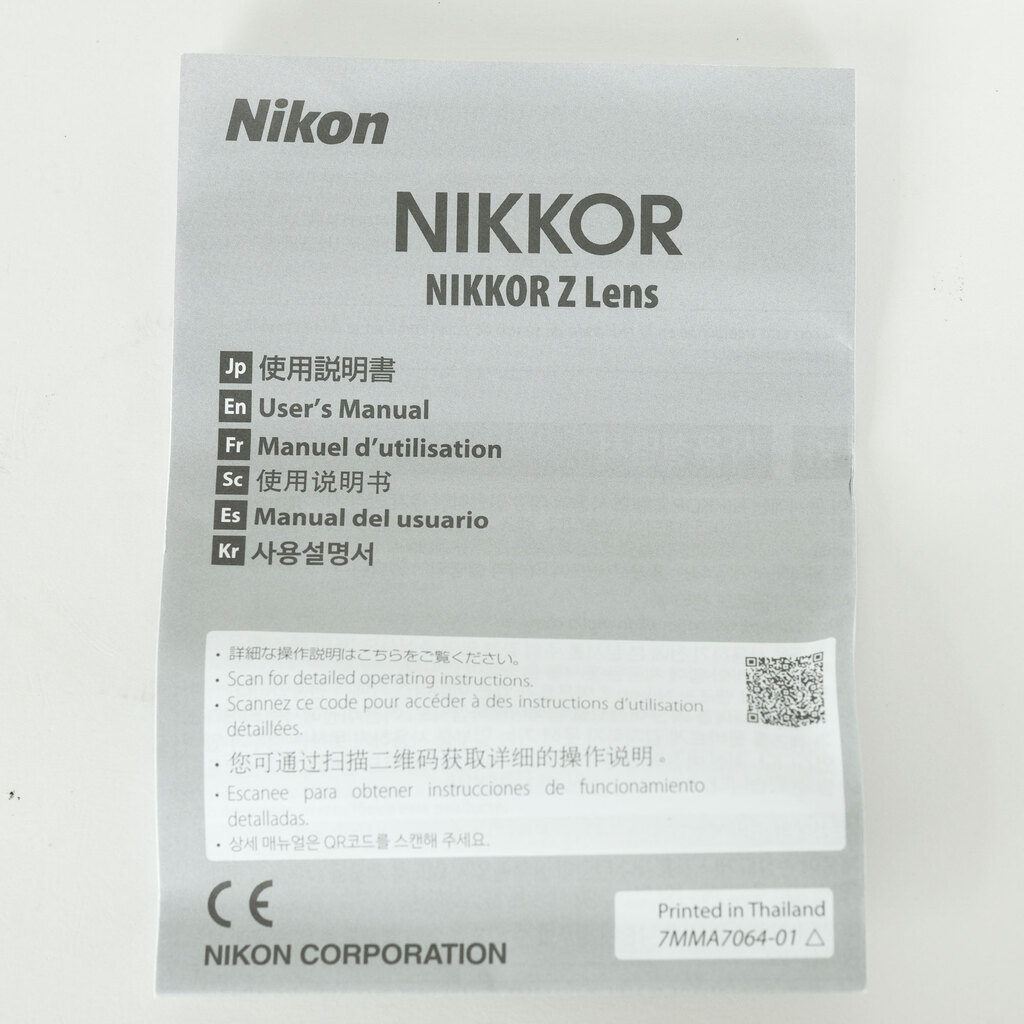 Nikon
NIKKOR
NIKKOR Z Lens
Jp 使用説明書
En User's Manual
Fr Manuel d'utilisation
Sc 使用说明书
Es Manual del usuario
Kr 사용설명서
• 詳細な操作説明はこちらをご覧ください。
• Scan for detailed operating instructions.
• Scannez ce code pour accéder à des instructions d'utilisation
détaillées.
• 您可通过扫描二维码获取详细的操作说明。
• Escanee para obtener instrucciones de funcionamiento
detalladas.
• 상세 매뉴얼은 QR코드를 스캔해 주세요.
CE
NIKON CORPORATION
Printed in Thailand
7MMA7064-01 △